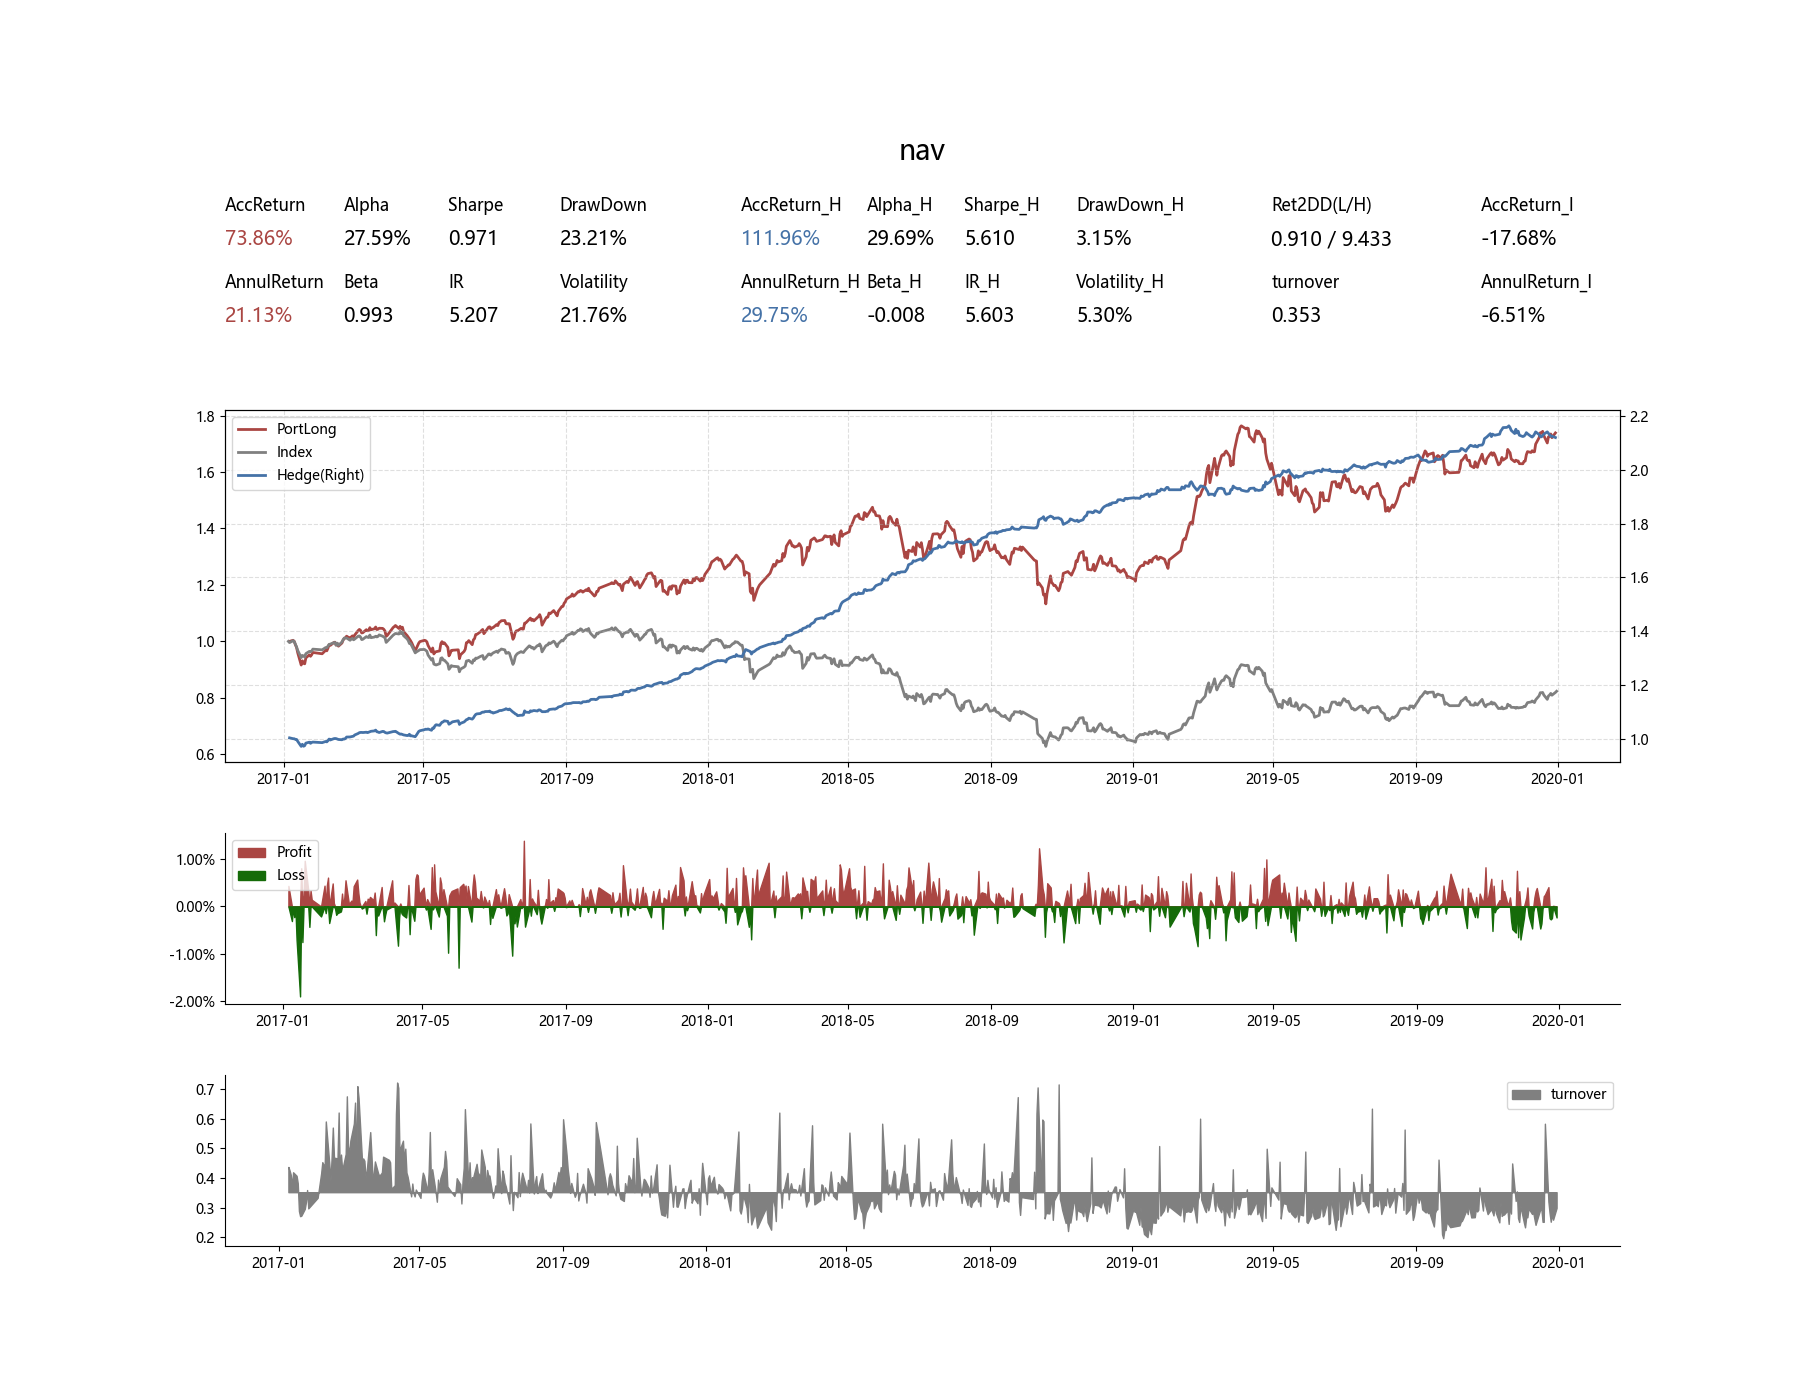 nav
AccReturn Alpha Sharpe DrawDown AccReturn_H Alpha_H Sharpe_H DrawDown_H Ret2DD(L/H) AccReturn_I
73.86% 27.59% 0.971 23.21% 111.96% 29.69% 5.610 3.15% 0.910 / 9.433 -17.68%
AnnulReturn Beta IR Volatility AnnulReturn_H Beta_H IR_H Volatility_H turnover AnnulReturn_I
21.13% 0.993 5.207 21.76% 29.75% -0.008 5.603 5.30% 0.353 -6.51%
1.8
1.6
1.4
1.2
1.0
0.8
0.6
PortLong
Index
Hedge(Right)
2.2
2.0
1.8
1.6
1.4
1.2
1.0
2017-01 2017-05 2017-09 2018-01 2018-05 2018-09 2019-01 2019-05 2019-09 2020-01
1.00%
0.00%
-1.00%
-2.00%
Profit
Loss
2017-01 2017-05 2017-09 2018-01 2018-05 2018-09 2019-01 2019-05 2019-09 2020-01
0.7
0.6
0.5
0.4
0.3
0.2
turnover
2017-01 2017-05 2017-09 2018-01 2018-05 2018-09 2019-01 2019-05 2019-09 2020-01